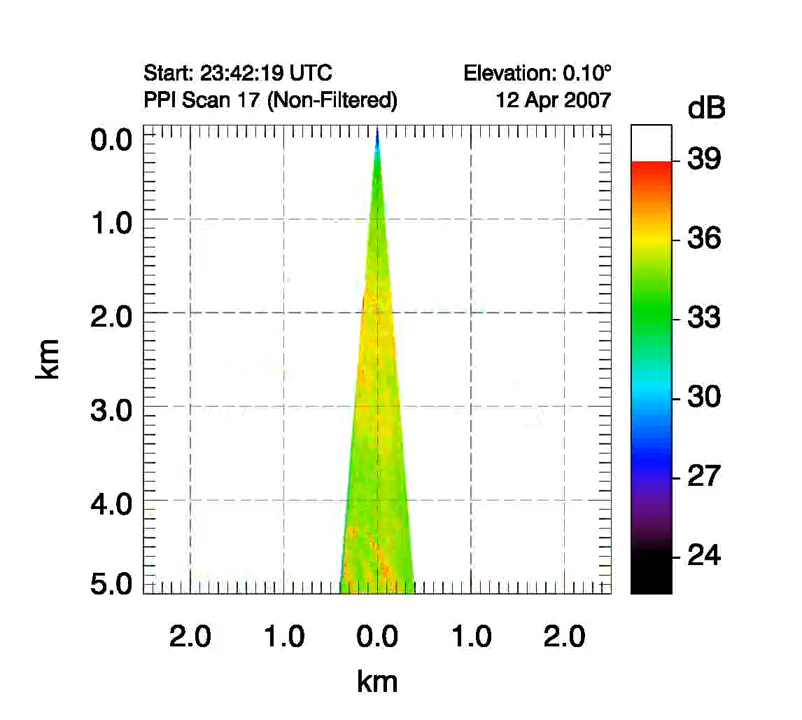 Start: 23:42:19 UTC
Elevation: 0.10°
PPI Scan 17 (Non-Filtered)
12 Apr 2007
dB
0.0
1.0
2.0
3.0
4.0
5.0
km
39
36
33
30
27
24
2.0 1.0 0.0 1.0 2.0
km